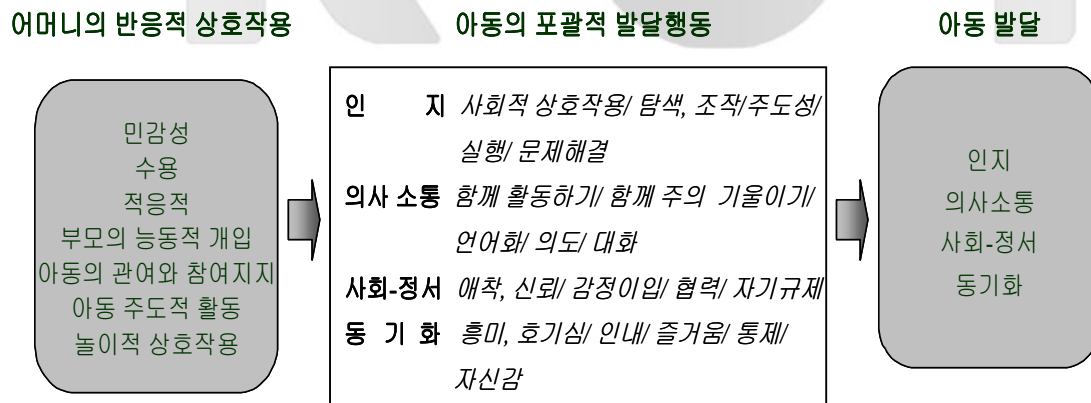 어머니의 반응적 상호작용
아동의 포괄적 발달행동
아동 발달
민감성
수용
적응적
부모의 능동적 개입
아동의 관여와 참여지지
아동 주도적 활동
놀이적 상호작용
인 지 사회적 상호작용/ 탐색, 조작/주도성/
실행/ 문제해결
의사 소통 함께 활동하기/ 함께 주의 기울이기/
언어화/ 의도/ 대화
사회-정서 애착, 신뢰/ 감정이입/ 협력/ 자기규제
동 기 화 흥미, 호기심/ 인내/ 즐거움/ 통제/
자신감
인지
의사소통
사회-정서
동기화